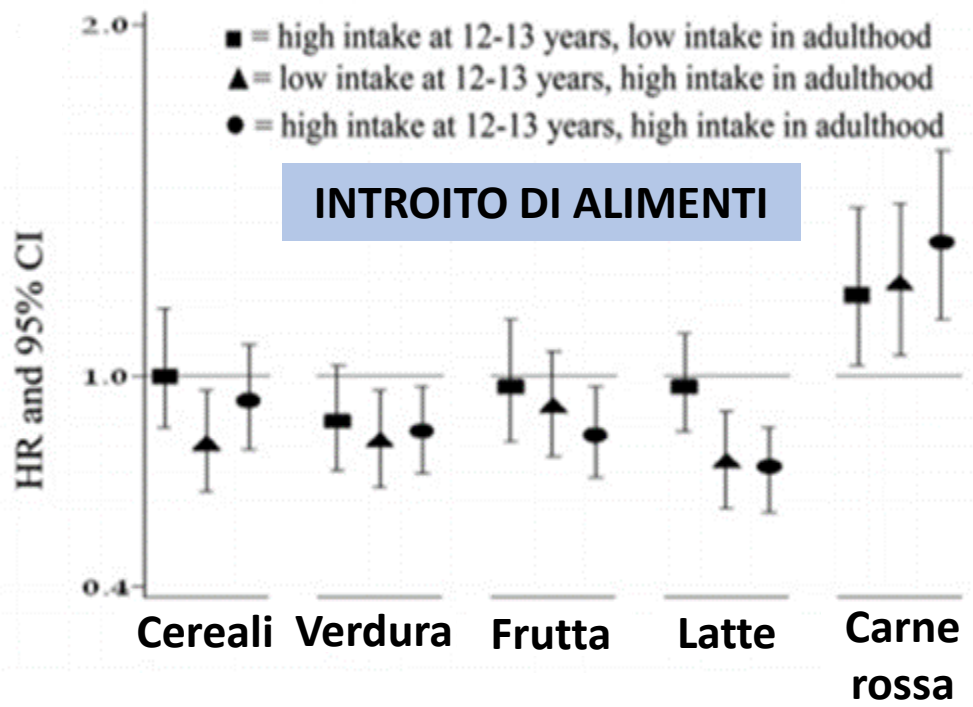 2.0
■ = high intake at 12-13 years, low intake in adulthood
▲ = low intake at 12-13 years, high intake in adulthood
● = high intake at 12-13 years, high intake in adulthood
INTROITO DI ALIMENTI
HR and 95% CI
1.0
0.4
Cereali Verdura Frutta Latte Carne
rossa